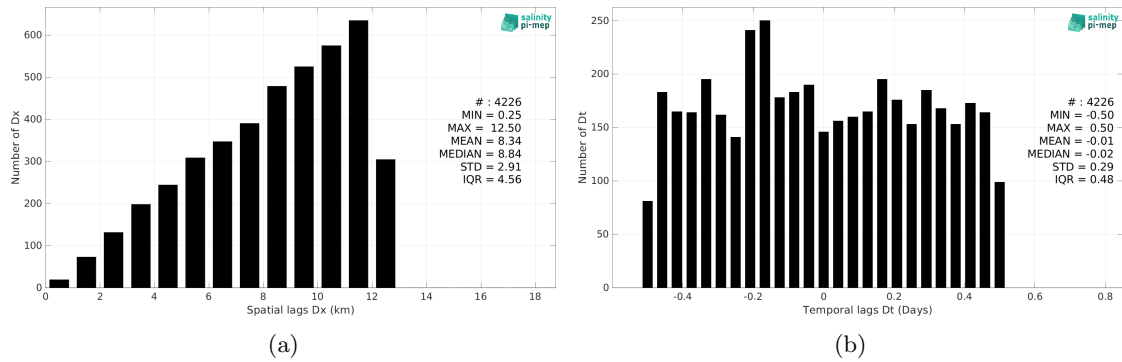 salinity
pi-mep
Number of Dx
600
500
400
300
200
100
0
# : 4226
MIN = 0.25
MAX = 12.50
MEAN = 8.34
MEDIAN = 8.84
STD = 2.91
IQR = 4.56
0 2 4 6 8 10 12 14 16 18
Spatial lags Dx (km)
(a)
salinity
pi-mep
Number of Dt
250
200
150
100
50
0
# : 4226
MIN = -0.50
MAX = 0.50
MEAN = -0.01
MEDIAN = -0.02
STD = 0.29
IQR = 0.48
-0.4 -0.2 0 0.2 0.4 0.6 0.8
Temporal lags Dt (Days)
(b)